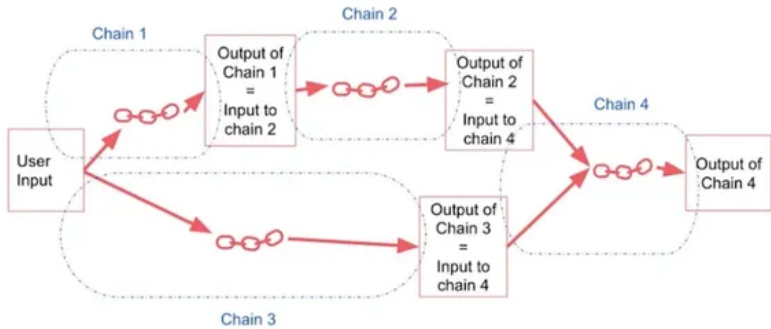 Chain 1
Chain 2
Output of
Chain 1
=
Input to
chain 2
Output of
Chain 2
=
Input to
chain 4
Chain 4
User
Input
Output of
Chain 4
Output of
Chain 3
=
Input to
chain 4
Chain 3